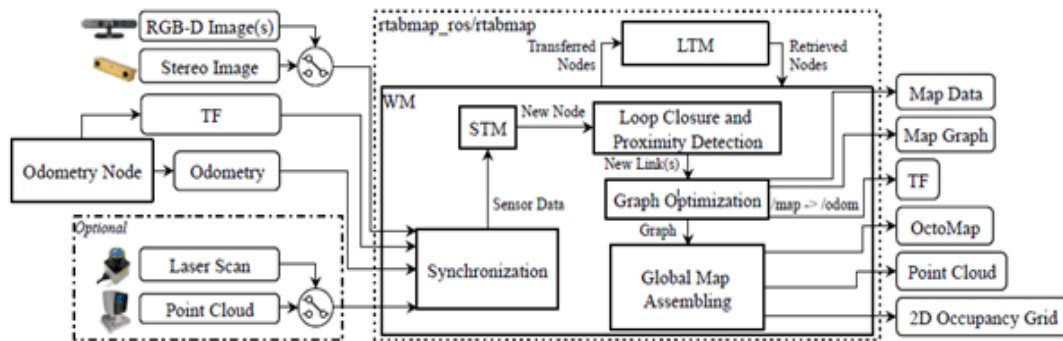 RGB-D Image(s)
Stereo Image
TF
Odometry Node
Odometry
Optional
Laser Scan
Point Cloud
rtabmap_ros/rtabmap
Transferred
Nodes
LTM
Retrieved
Nodes
WM
STM
New Node
Loop Closure and
Proximity Detection
New Link(s)
Graph Optimization
/map -> /odom
Sensor Data
Graph
Synchronization
Global Map
Assembling
Map Data
Map Graph
TF
OctoMap
Point Cloud
2D Occupancy Grid